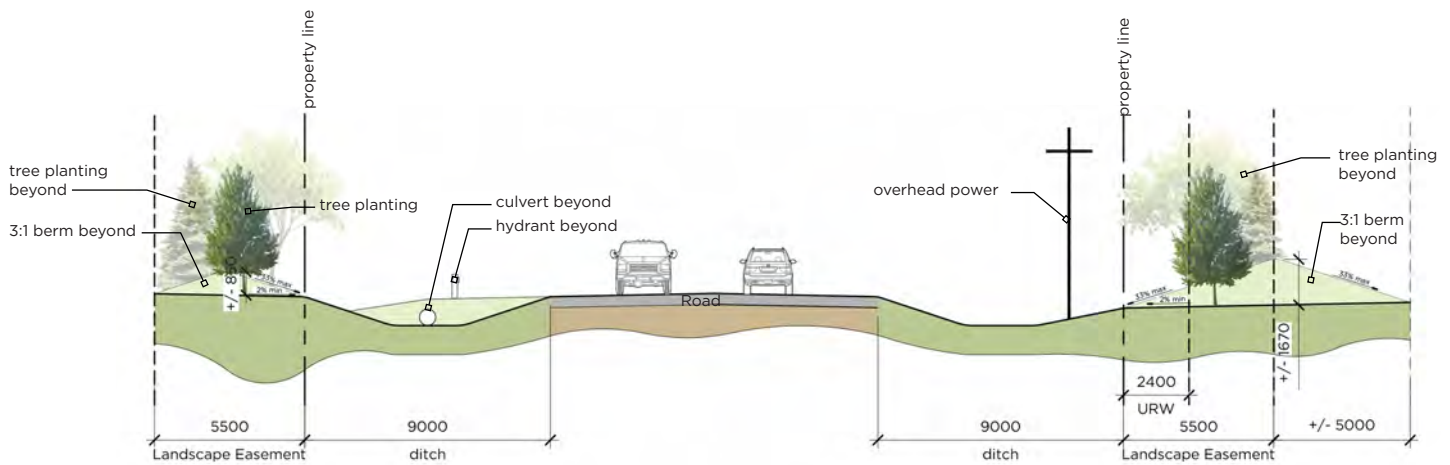 property line
property line
tree planting
beyond
3:1 berm beyond
tree planting
culvert beyond
hydrant beyond
overhead power
tree planting
beyond
3:1 berm
beyond
33% max
2% min
Road
33% max
2% min
33% max
+/- 1670
2400
URW
5500
9000
9000
5500
+/- 5000
Landscape Easement
ditch
ditch
Landscape Easement